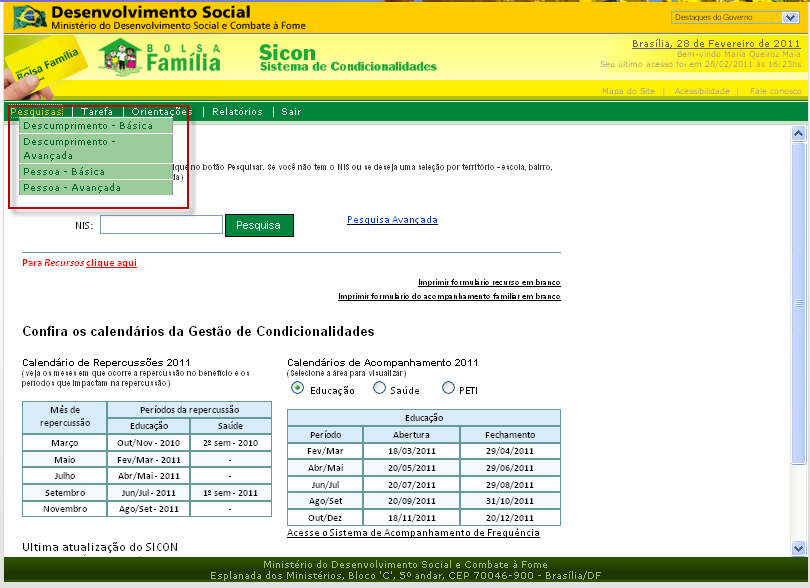 Desenvolvimento Social
Ministério do Desenvolvimento Social e Combate à Fome
Destaques do Governo
Bolsa Família
BOLSA
Família
Sicon
Sistema de Condicionalidades
Brasília, 28 de Fevereiro de 2011
Bem-vindo Maria Queiroz Maia
Seu último acesso foi em 28/02/2011 às 16:23hs
Mapa do Site | Acessibilidade | Fale conosco
Pesquisas | Tarefa | Orientações | Relatórios | Sair
Descumprimento - Básica
Descumprimento -
Avançada
Pessoa - Básica
Pessoa - Avançada
que no botão Pesquisar. Se você não tem o NIS ou se deseja uma seleção por território - escola, bairro,
da)
NIS: Pesquisa Pesquisa Avançada
Para Recursos clique aqui
Imprimir formulário recurso em branco
Imprimir formulário do acompanhamento familiar em branco
Confira os calendários da Gestão de Condicionalidades
Calendário de Repercussões 2011
(veja os meses em que ocorre a repercussão no benefício e os
períodos que impactam na repercussão)
Mês de
repercussão
Períodos da repercussão
Educação Saúde
Março Out/Nov - 2010 2º sem - 2010
Maio Fev/Mar - 2011 -
Julho Abr/Mai - 2011 -
Setembro Jun/Jul - 2011 1º sem - 2011
Novembro Ago/Set - 2011 -
Calendários de Acompanhamento 2011
(Selecione a área para visualizar)
Educação Saúde PETI
Educação
Período Abertura Fechamento
Fev/Mar 18/03/2011 29/04/2011
Abr/Mai 20/05/2011 29/06/2011
Jun/Jul 20/07/2011 29/08/2011
Ago/Set 20/09/2011 31/10/2011
Out/Dez 18/11/2011 20/12/2011
Acesse o Sistema de Acompanhamento de Frequência
Ultima atualização do SICON
Ministério do Desenvolvimento Social e Combate à Fome
Esplanada dos Ministérios, Bloco 'C', 5º andar, CEP 70046-900 - Brasília/DF